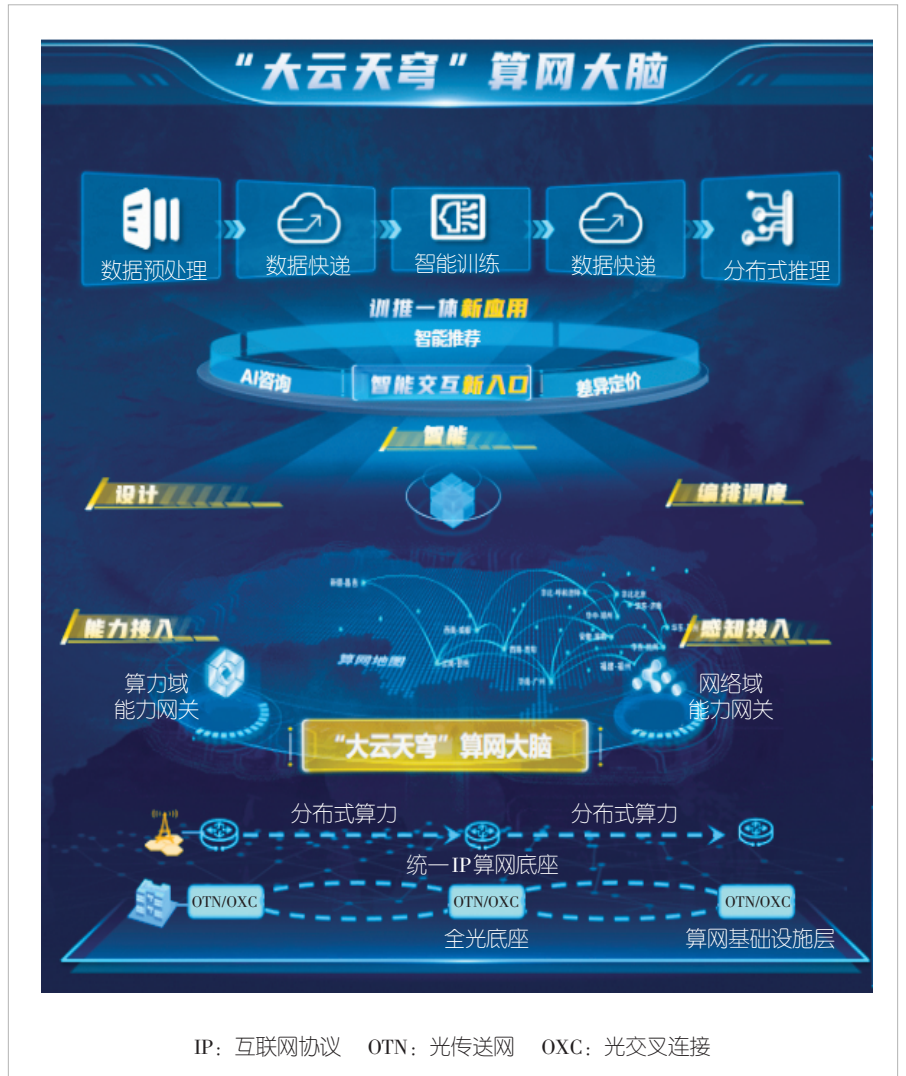 “大云天穹”算网大脑
数据预处理
数据快递
智能训练
数据快递
分布式推理
训推一体新应用
智能推荐
AI咨询
智能交互新入口
差异定价
智能
设计
编排调度
能力接入
感知接入
算网地图
算力域
能力网关
网络域
能力网关
“大云天穹”算网大脑
分布式算力
分布式算力
统一IP算网底座
OTN/OXC
OTN/OXC
OTN/OXC
全光底座
算网基础设施层
IP：互联网协议 OTN：光传送网 OXC：光交叉连接